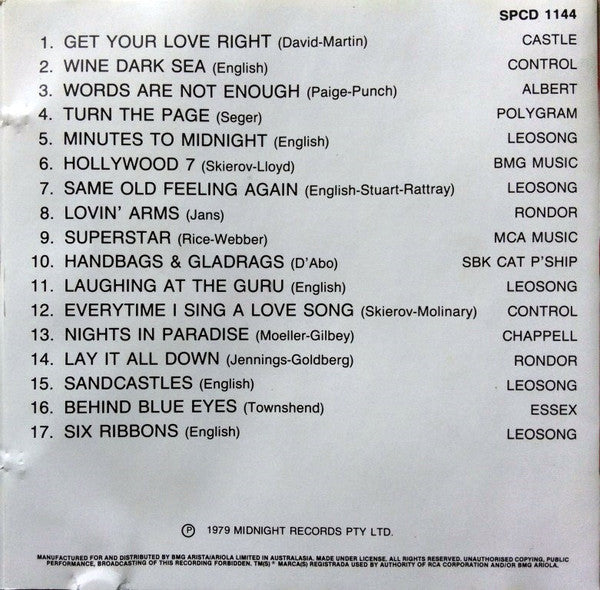 SPCD 1144
1. GET YOUR LOVE RIGHT (David-Martin) CASTLE
2. WINE DARK SEA (English) CONTROL
3. WORDS ARE NOT ENOUGH (Paige-Punch) ALBERT
4. TURN THE PAGE (Seger) POLYGRAM
5. MINUTES TO MIDNIGHT (English) LEOSONG
6. HOLLYWOOD 7 (Skierov-Lloyd) BMG MUSIC
7. SAME OLD FEELING AGAIN (English-Stuart-Rattray) LEOSONG
8. LOVIN' ARMS (Jans) RONDOR
9. SUPERSTAR (Rice-Webber) MCA MUSIC
10. HANDBAGS & GLADRAGS (D'Abo) SBK CAT P'SHIP
11. LAUGHING AT THE GURU (English) LEOSONG
12. EVERYTIME I SING A LOVE SONG (Skierov-Molinary) CONTROL
13. NIGHTS IN PARADISE (Moeller-Gilbey) CHAPPELL
14. LAY IT ALL DOWN (Jennings-Goldberg) RONDOR
15. SANDCASTLES (English) LEOSONG
16. BEHIND BLUE EYES (Townshend) ESSEX
17. SIX RIBBONS (English) LEOSONG
℗ 1979 MIDNIGHT RECORDS PTY LTD.
MANUFACTURED FOR AND DISTRIBUTED BY BMG ARISTA/ARIOLA LIMITED IN AUSTRALASIA. MADE UNDER LICENSE. ALL RIGHTS RESERVED. UNAUTHORISED COPYING, PUBLIC
PERFORMANCE, BROADCASTING OF THIS RECORDING FORBIDDEN. TM(S)® MARCA(S) REGISTRADA USED BY AUTHORITY OF RCA CORPORATION AND/OR BMG ARIOLA.